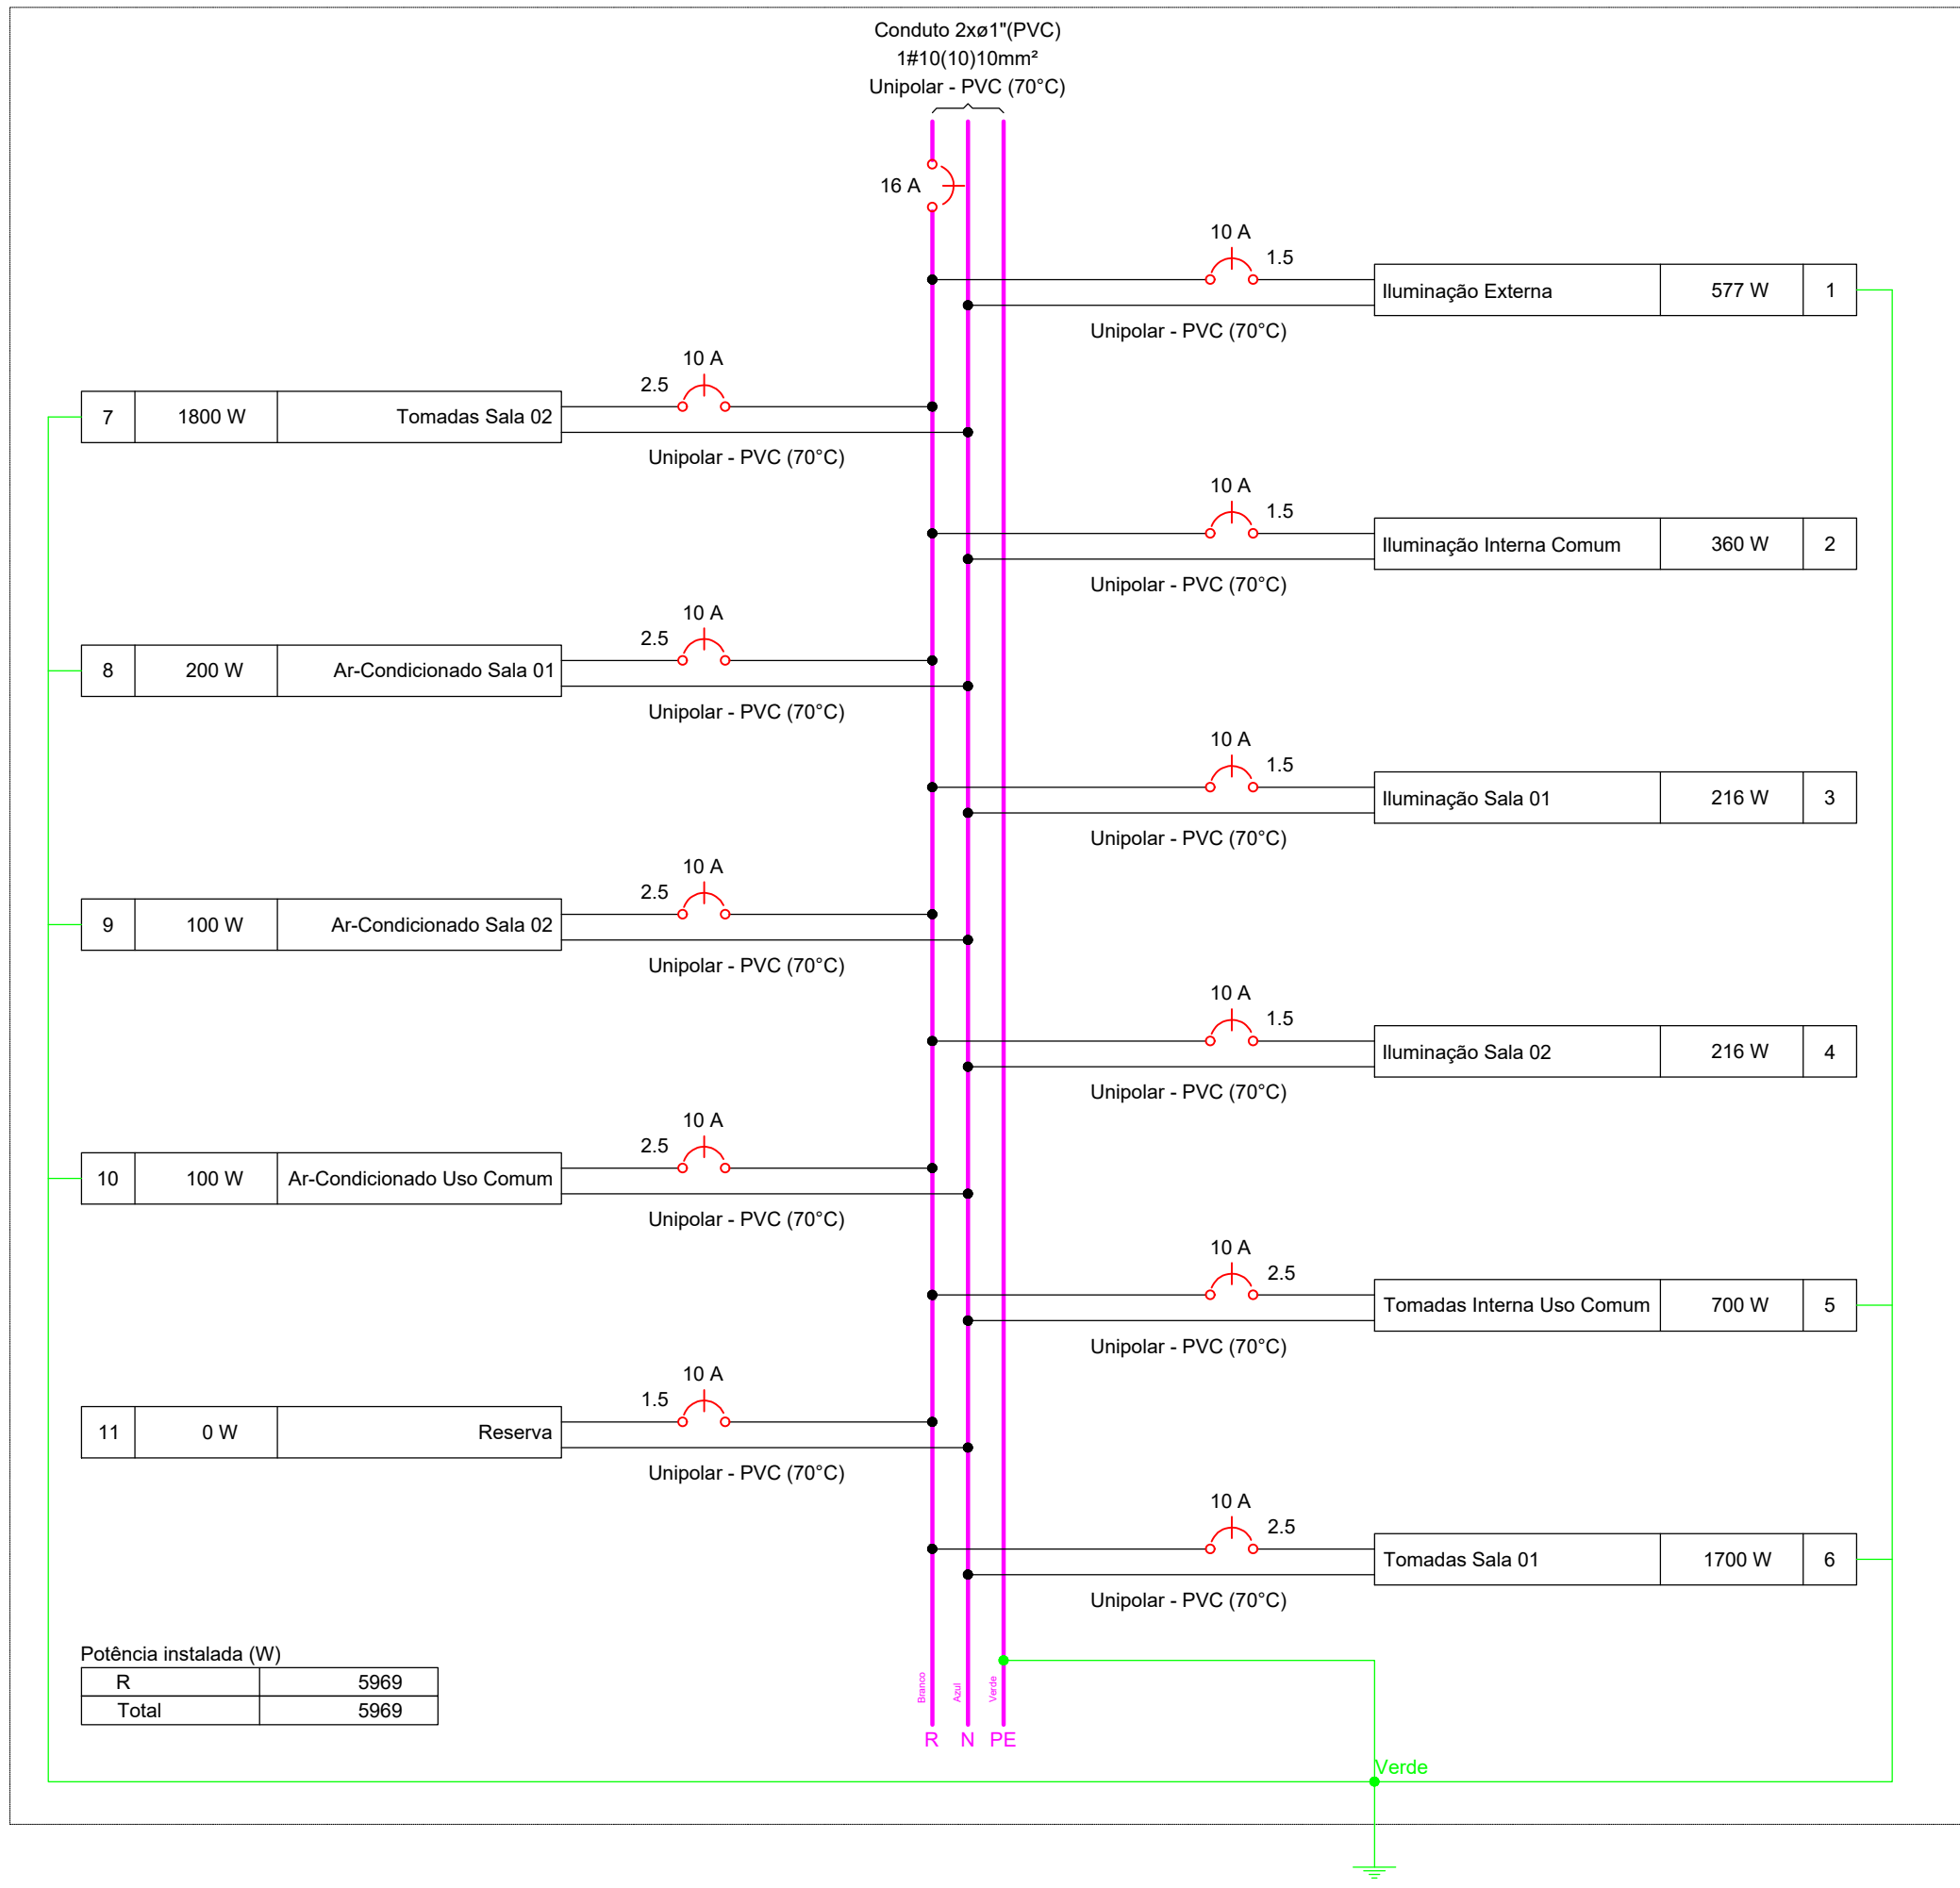 Conduto 2xø1"(PVC)
1#10(10)10mm²
Unipolar - PVC (70°C)
16 A
10 A
1.5
Iluminação Externa 577 W 1
Unipolar - PVC (70°C)
10 A
2.5
7 1800 W Tomadas Sala 02
Unipolar - PVC (70°C)
10 A
1.5
Iluminação Interna Comum 360 W 2
Unipolar - PVC (70°C)
10 A
2.5
8 200 W Ar-Condicionado Sala 01
Unipolar - PVC (70°C)
10 A
1.5
Iluminação Sala 01 216 W 3
Unipolar - PVC (70°C)
10 A
2.5
9 100 W Ar-Condicionado Sala 02
Unipolar - PVC (70°C)
10 A
1.5
Iluminação Sala 02 216 W 4
Unipolar - PVC (70°C)
10 A
2.5
10 100 W Ar-Condicionado Uso Comum
Unipolar - PVC (70°C)
10 A
2.5
Tomadas Interna Uso Comum 700 W 5
Unipolar - PVC (70°C)
10 A
1.5
11 0 W Reserva
Unipolar - PVC (70°C)
10 A
2.5
Tomadas Sala 01 1700 W 6
Unipolar - PVC (70°C)
Potência instalada (W)
R 5969
Total 5969
Branco
Azul
Verde
R N PE
Verde